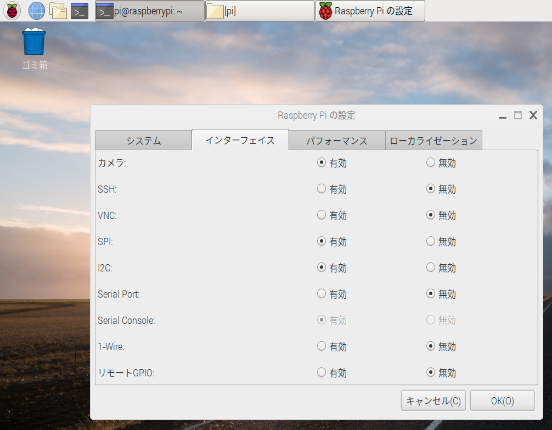 pi@raspberrypi: ~
[pi]
Raspberry Pi の設定
ゴミ箱
Raspberry Pi の設定
システム
インターフェイス
パフォーマンス
ローカライゼーション
カメラ: 有効 無効
SSH: 有効 無効
VNC: 有効 無効
SPI: 有効 無効
I2C: 有効 無効
Serial Port: 有効 無効
Serial Console: 有効 無効
1-Wire: 有効 無効
リモートGPIO: 有効 無効
キャンセル(C)
OK(O)